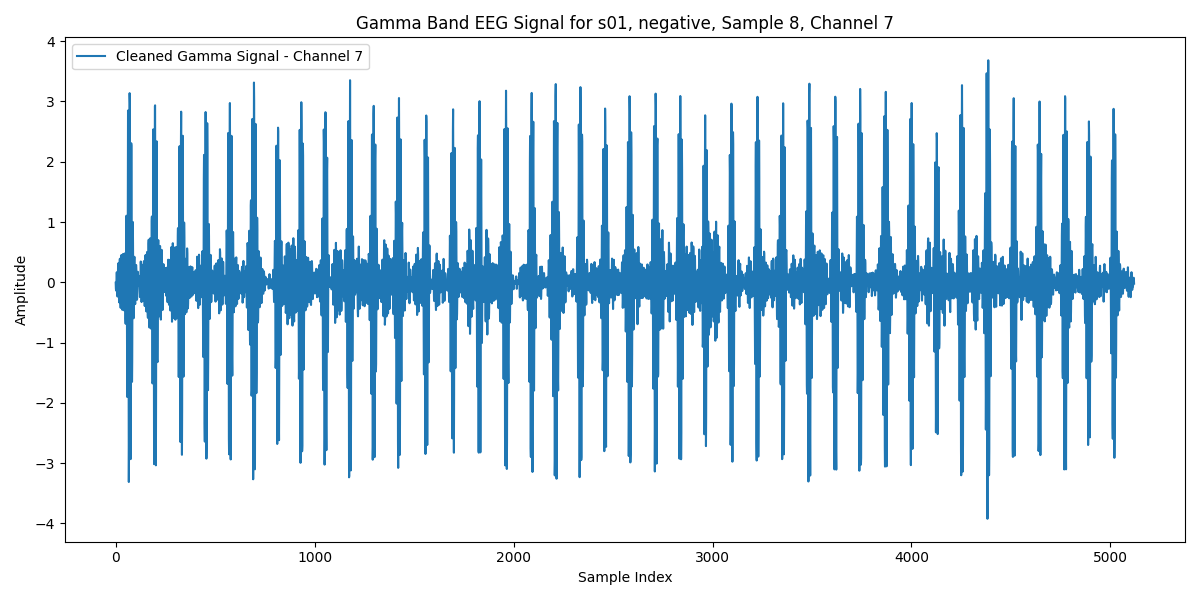 Gamma Band EEG Signal for s01, negative, Sample 8, Channel 7
Cleaned Gamma Signal - Channel 7
4
3
2
1
0
−1
−2
−3
−4
Amplitude
0 1000 2000 3000 4000 5000
Sample Index